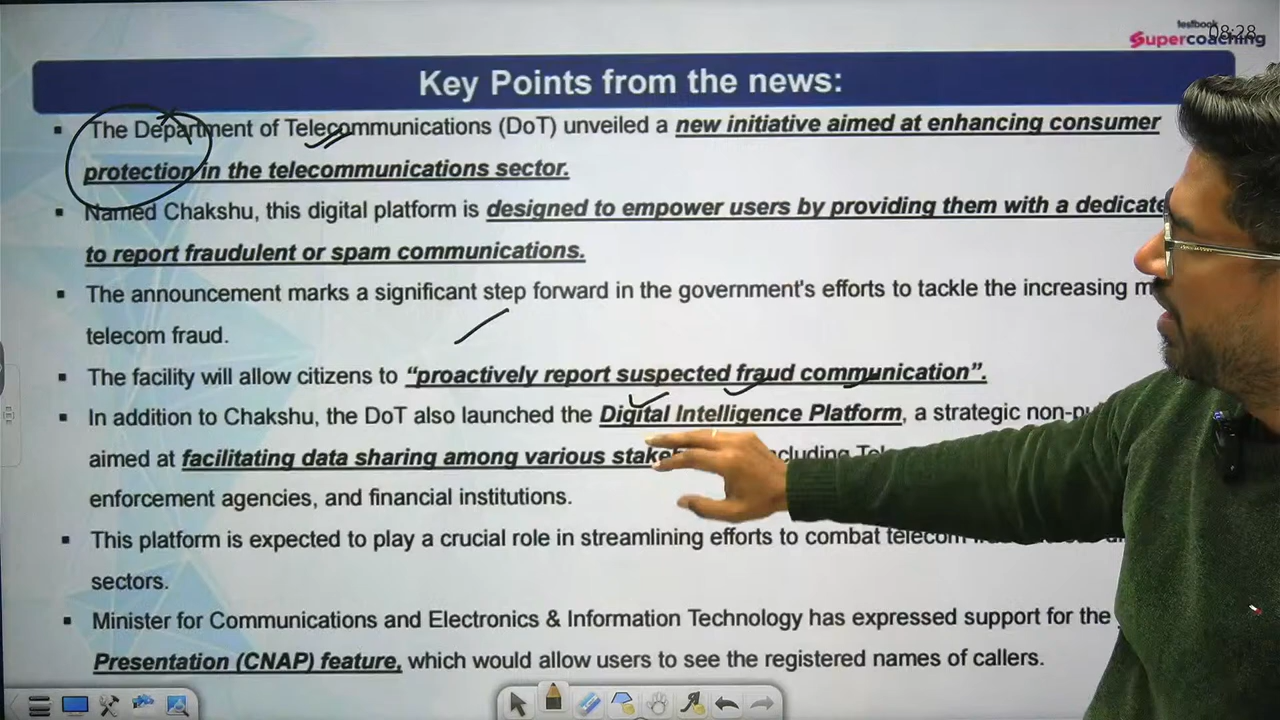 testbook
Supercoaching
08:28
Key Points from the news:
The Department of Telecommunications (DoT) unveiled a new initiative aimed at enhancing consumer
protection in the telecommunications sector.
Named Chakshu, this digital platform is designed to empower users by providing them with a dedicate
to report fraudulent or spam communications.
The announcement marks a significant step forward in the government's efforts to tackle the increasing
telecom fraud.
The facility will allow citizens to “proactively report suspected fraud communication”.
In addition to Chakshu, the DoT also launched the Digital Intelligence Platform, a strategic
aimed at facilitating data sharing among various
enforcement agencies, and financial institutions.
This platform is expected to play a crucial role in streamlining efforts to combat telecom
sectors.
Minister for Communications and Electronics & Information Technology has expressed support for the
Presentation (CNAP) feature, which would allow users to see the registered names of callers.